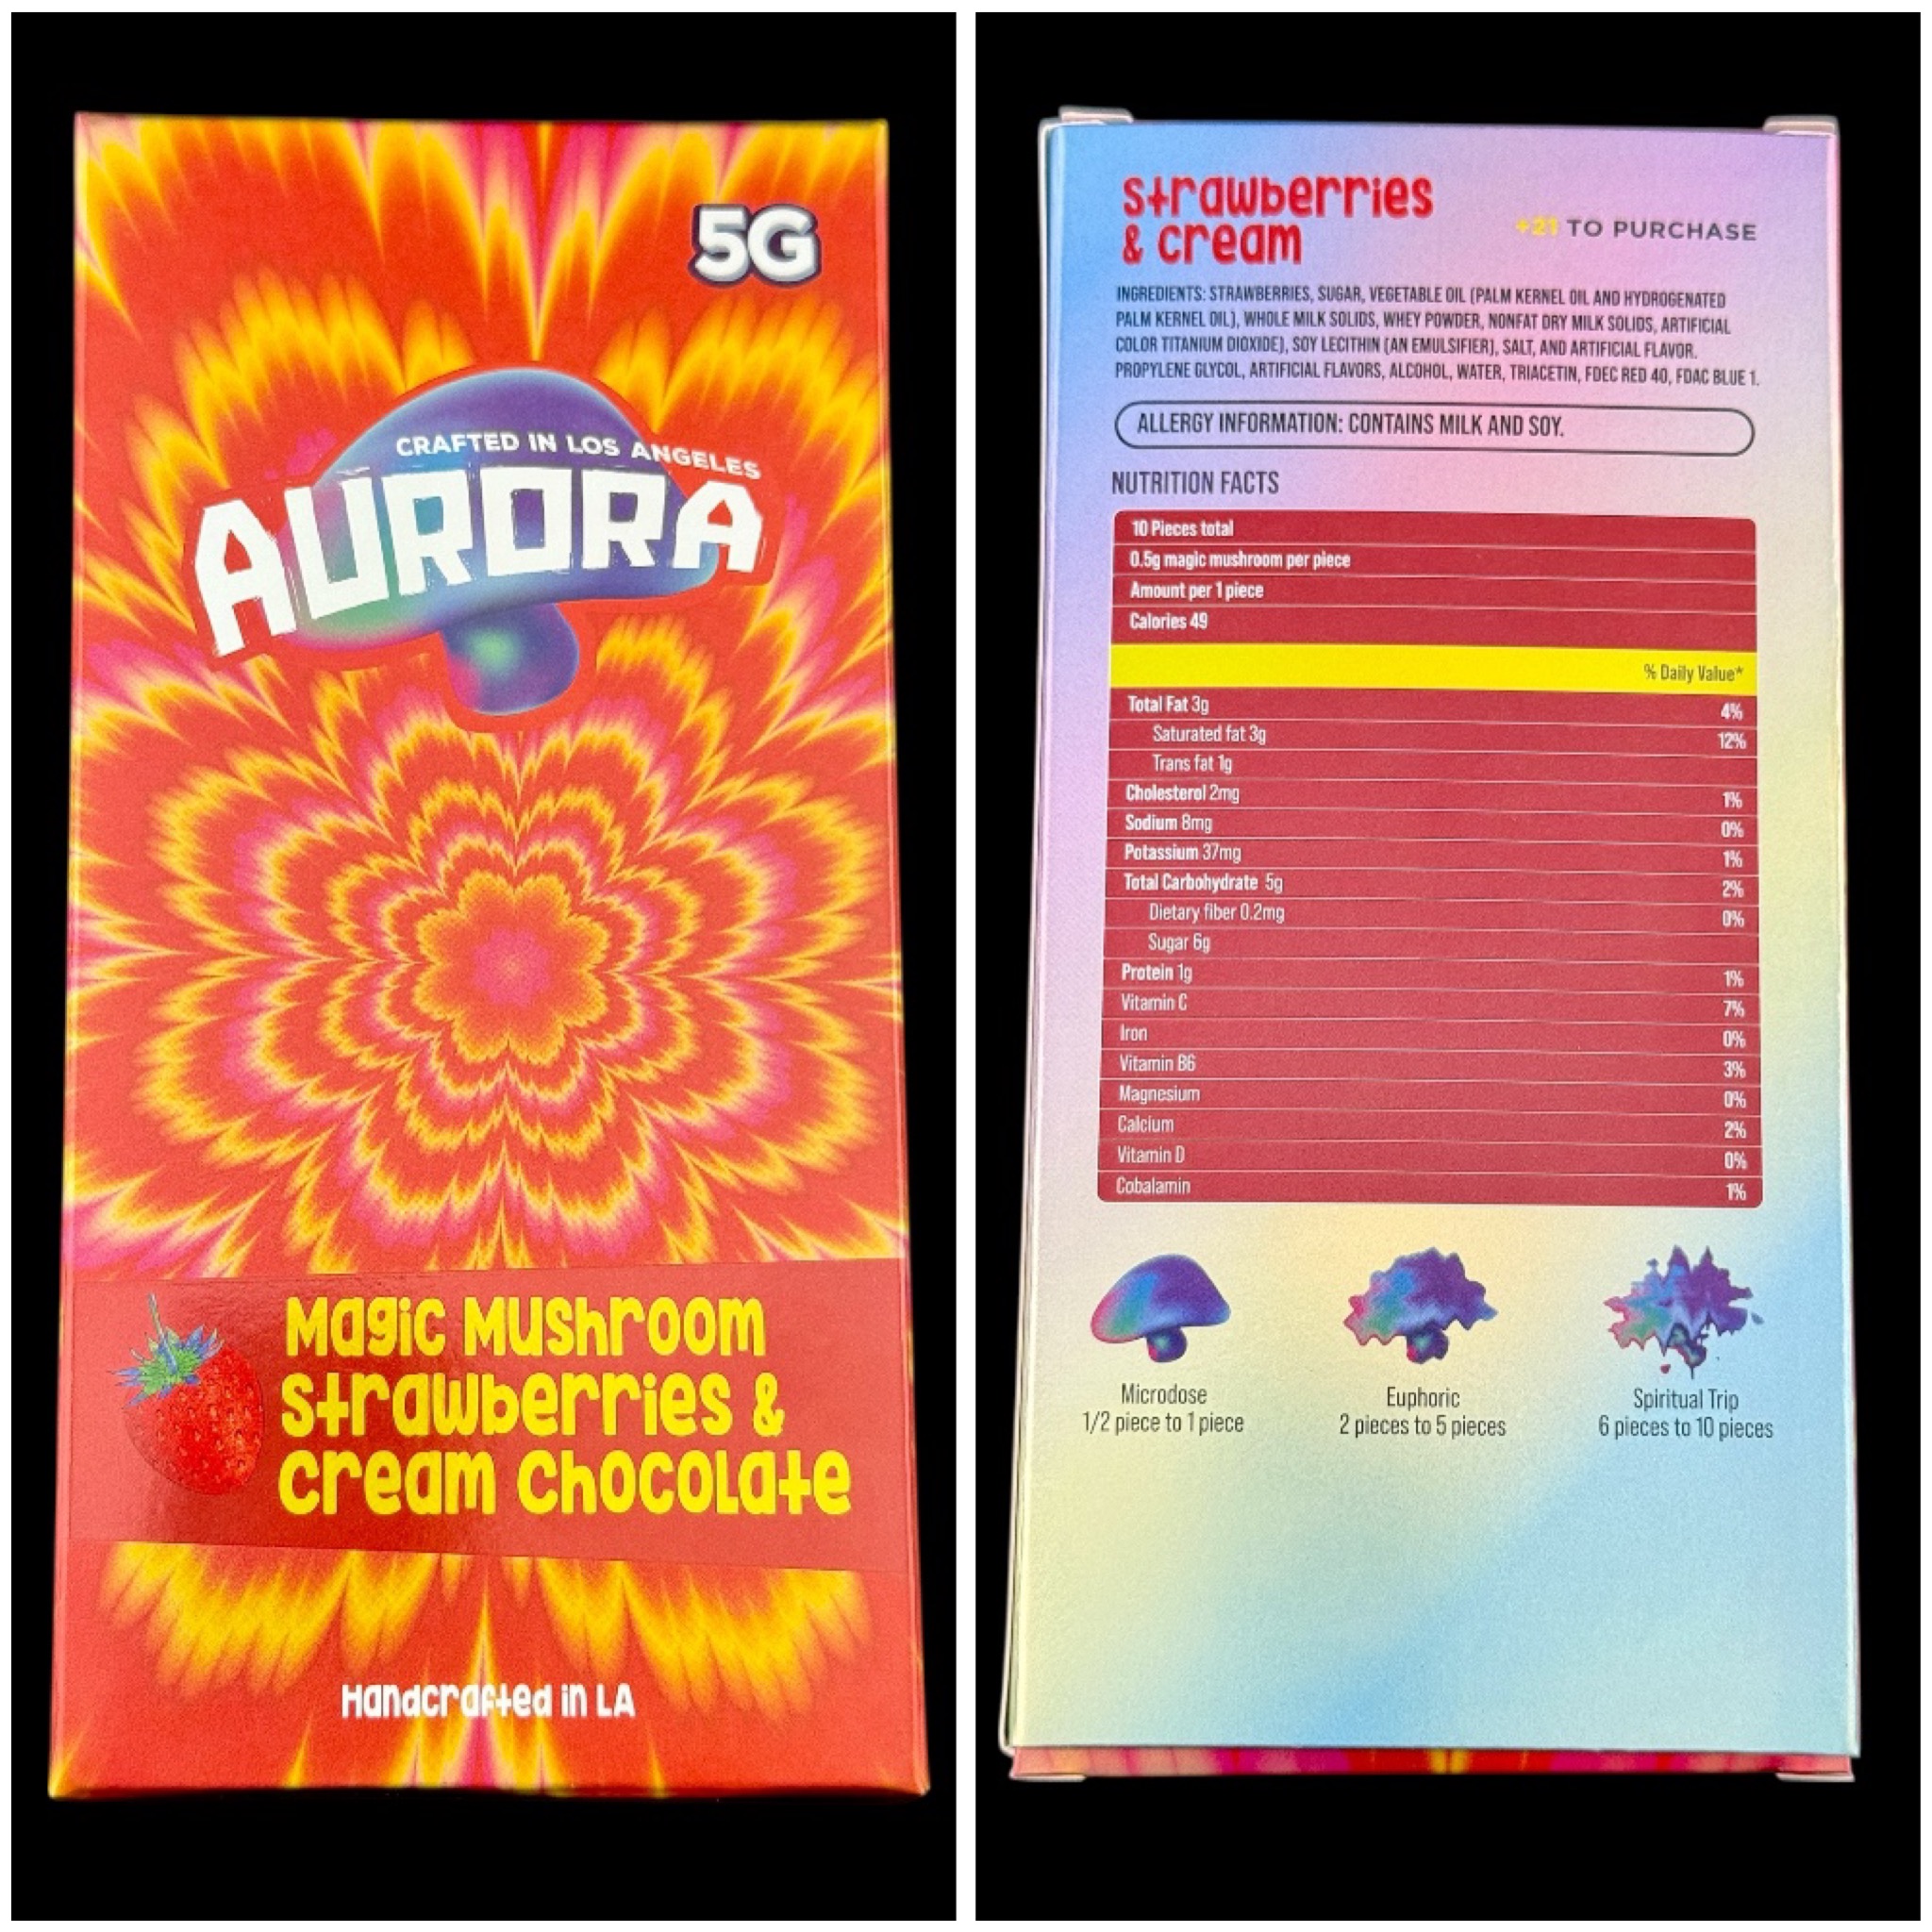 5G
CRAFTED IN LOS ANGELES
AURORA
Magic Mushroom
Strawberries &
Cream Chocolate
Handcrafted in LA
Strawberries
& Cream
+21 TO PURCHASE
INGREDIENTS: STRAWBERRIES, SUGAR, VEGETABLE OIL (PALM KERNEL OIL AND HYDROGENATED
PALM KERNEL OIL), WHOLE MILK SOLIDS, WHEY POWDER, NONFAT DRY MILK SOLIDS, ARTIFICIAL
COLOR TITANIUM DIOXIDE), SOY LECITHIN (AN EMULSIFIER), SALT, AND ARTIFICIAL FLAVOR.
PROPYLENE GLYCOL, ARTIFICIAL FLAVORS, ALCOHOL, WATER, TRIACETIN, FDEC RED 40, FDAC BLUE 1.
ALLERGY INFORMATION: CONTAINS MILK AND SOY.
NUTRITION FACTS
10 Pieces total
0.5g magic mushroom per piece
Amount per 1 piece
Calories 49
% Daily Value*
Total Fat 3g 4%
Saturated fat 3g 12%
Trans fat 1g
Cholesterol 2mg 1%
Sodium 8mg 0%
Potassium 37mg 1%
Total Carbohydrate 5g 2%
Dietary fiber 0.2mg 0%
Sugar 6g
Protein 1g 1%
Vitamin C 7%
Iron 0%
Vitamin B6 3%
Magnesium 0%
Calcium 2%
Vitamin D 0%
Cobalamin 1%
Microdose
1/2 piece to 1 piece
Euphoric
2 pieces to 5 pieces
Spiritual Trip
6 pieces to 10 pieces